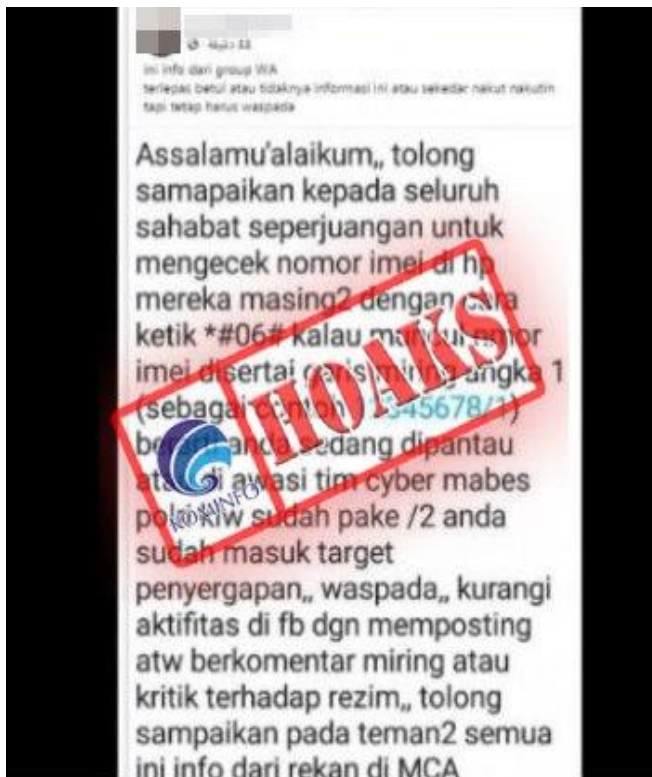 ini info dari group WA
terlepas betul atau tidaknya informasi ini atau sekedar nakut nakutin
tapi tetap harus waspada
Assalamu'alaikum,, tolong
samapaikan kepada seluruh
sahabat seperjuangan untuk
mengecek nomor imei di hp
mereka masing2 dengan cara
ketik *#06# kalau muncul nmor
imei disertai garis miring angka 1
(sebagai contoh 12345678/1)
berarti anda sedang dipantau
atau di awasi tim cyber mabes
polri klw sudah pake /2 anda
sudah masuk target
penyergapan,, waspada,, kurangi
aktifitas di fb dgn memposting
atw berkomentar miring atau
kritik terhadap rezim,, tolong
sampaikan pada teman2 semua
ini info dari rekan di MCA
HOAKS
KOMINFO